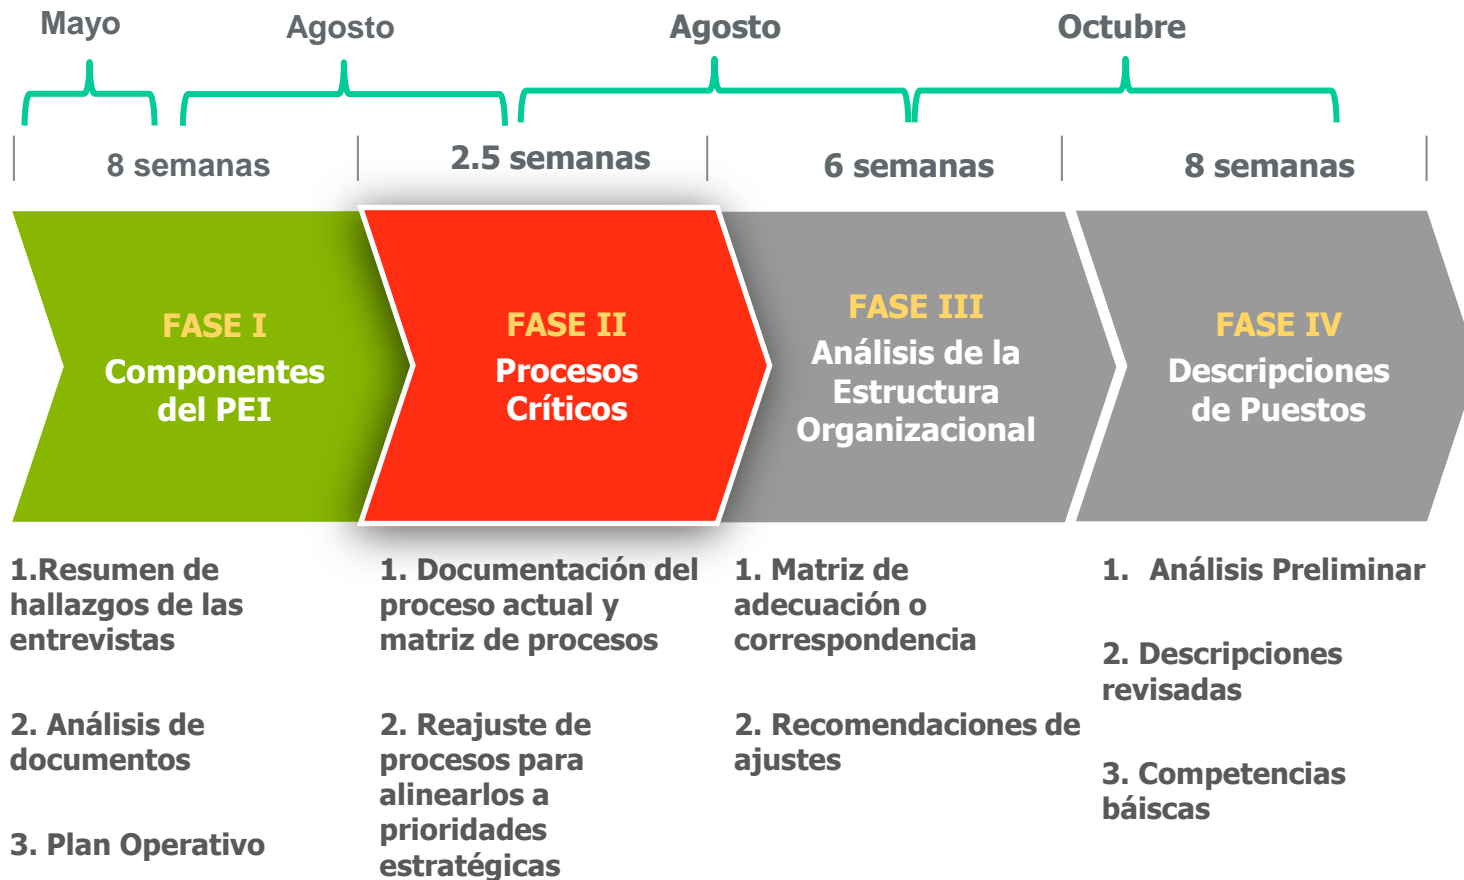 Mayo
Agosto
Agosto
Octubre
8 semanas
2.5 semanas
6 semanas
8 semanas
FASE I
Componentes
del PEI
FASE II
Procesos
Críticos
FASE III
Análisis de la
Estructura
Organizacional
FASE IV
Descripciones
de Puestos
1.Resumen de
hallazgos de las
entrevistas
2. Análisis de
documentos
3. Plan Operativo
1. Documentación del
proceso actual y
matriz de procesos
2. Reajuste de
procesos para
alinearlos a
prioridades
estratégicas
1. Matriz de
adecuación o
correspondencia
2. Recomendaciones de
ajustes
1. Análisis Preliminar
2. Descripciones
revisadas
3. Competencias
báiscas